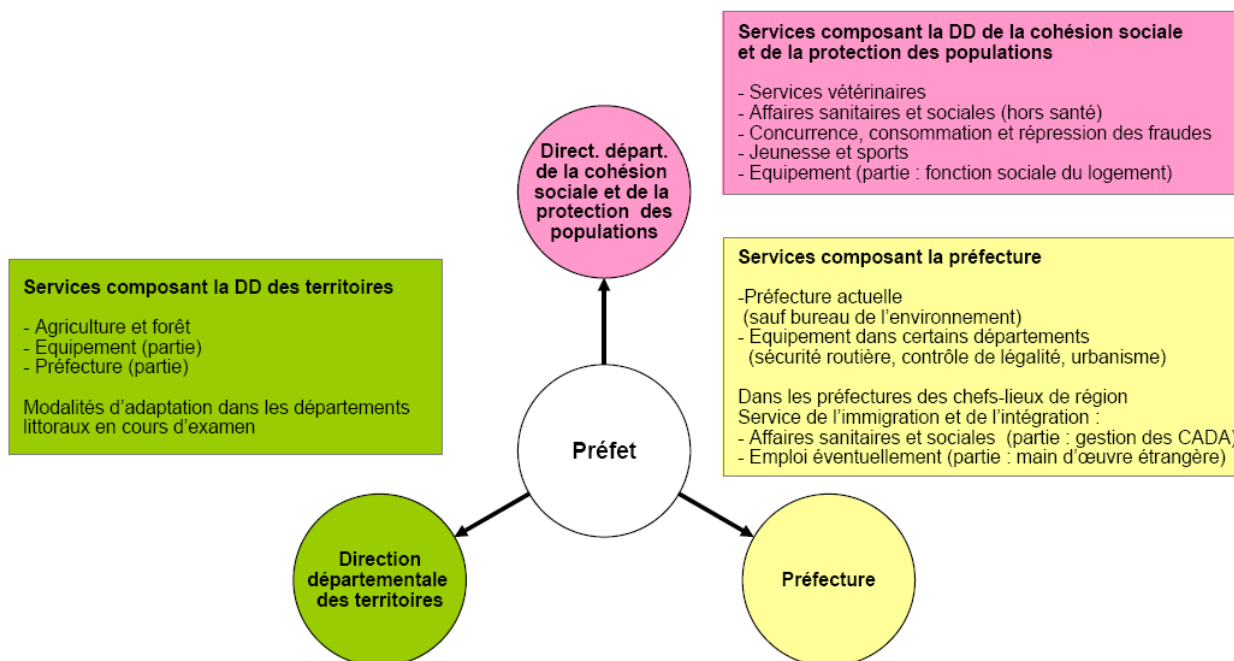 Services composant la DD de la cohésion sociale
et de la protection des populations
- Services vétérinaires
- Affaires sanitaires et sociales (hors santé)
- Concurrence, consommation et répression des fraudes
- Jeunesse et sports
- Equipement (partie : fonction sociale du logement)
Direct. départ.
de la cohésion
sociale et de la
protection des
populations
Services composant la DD des territoires
- Agriculture et forêt
- Equipement (partie)
- Préfecture (partie)
Modalités d’adaptation dans les départements
littoraux en cours d’examen
Services composant la préfecture
-Préfecture actuelle
(sauf bureau de l’environnement)
- Equipement dans certains départements
(sécurité routière, contrôle de légalité, urbanisme)
Dans les préfectures des chefs-lieux de région
Service de l’immigration et de l’intégration :
- Affaires sanitaires et sociales (partie : gestion des CADA)
- Emploi éventuellement (partie : main d’œuvre étrangère)
Préfet
Direction
départementale
des territoires
Préfecture